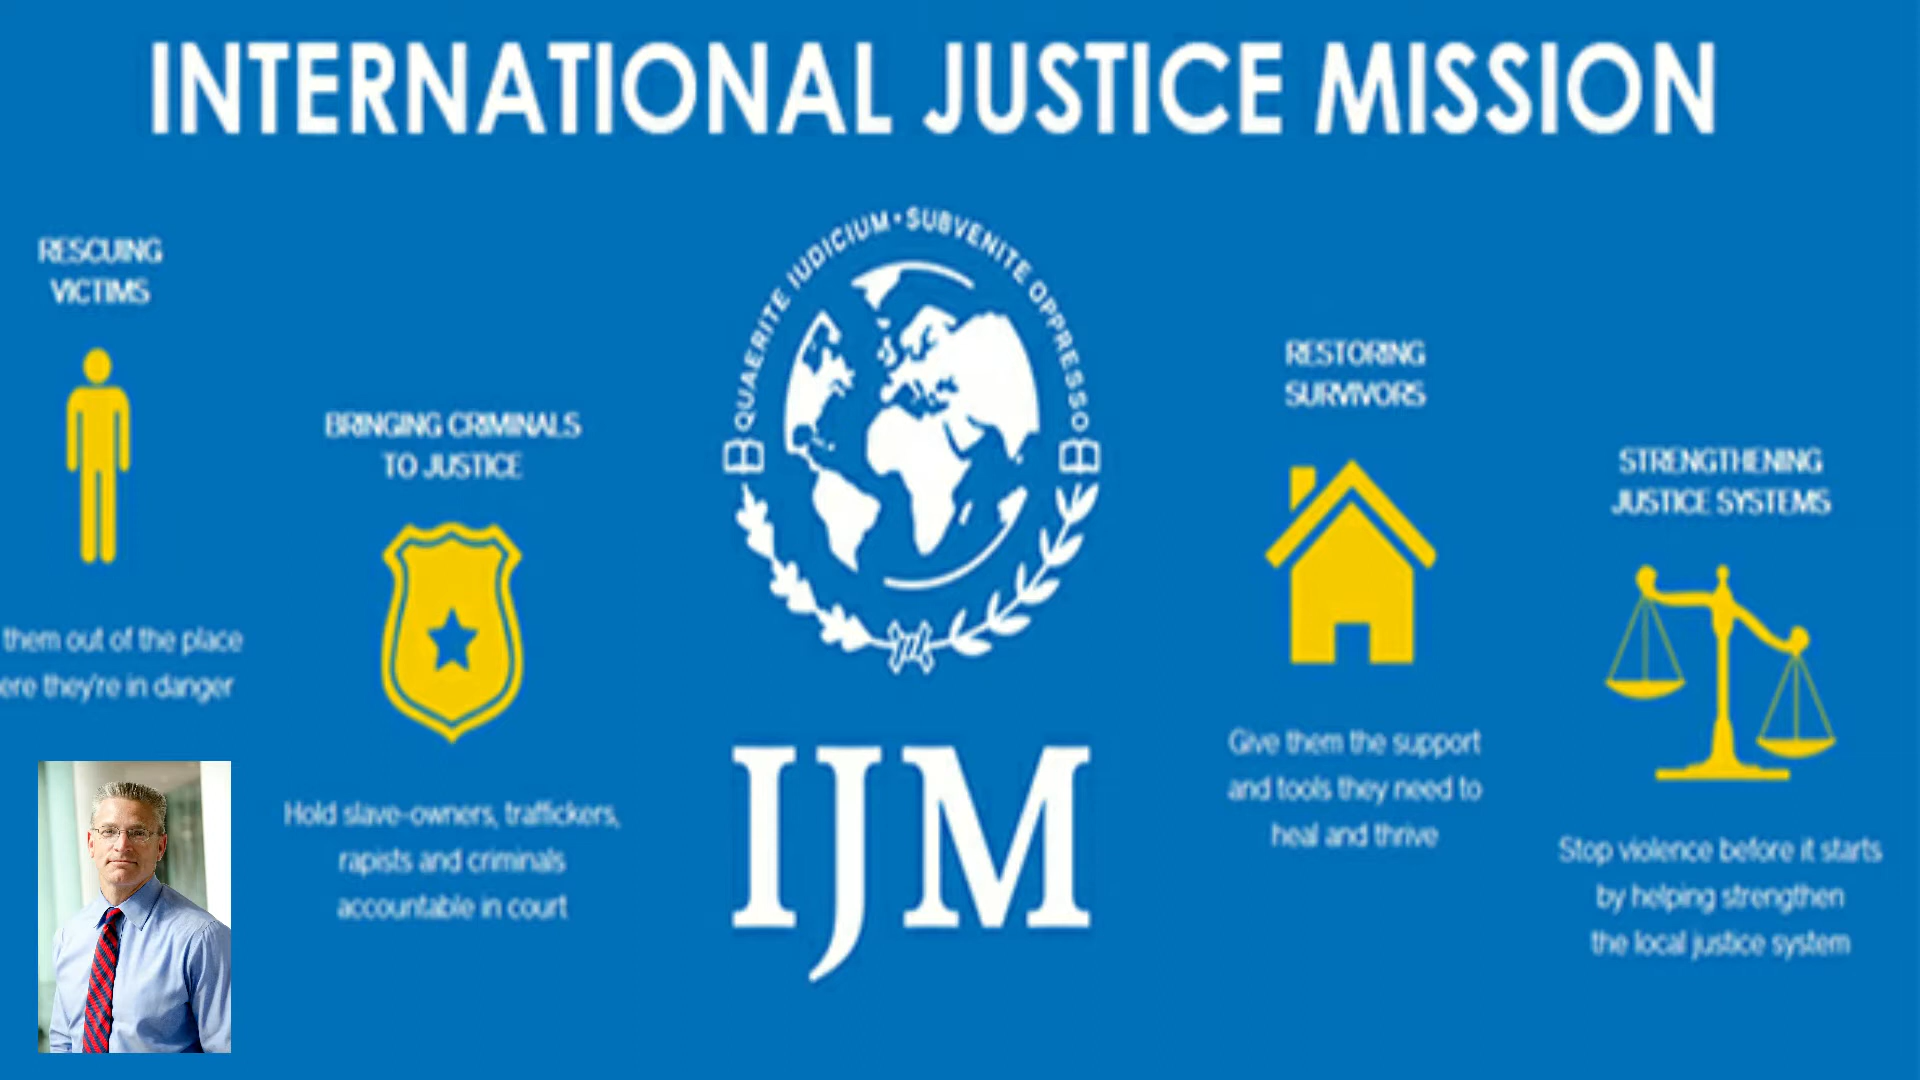 INTERNATIONAL JUSTICE MISSION
RESCUING
VICTIMS
them out of the place
ere they're in danger
BRINGING CRIMINALS
TO JUSTICE
Hold slave-owners, traffickers,
rapists and criminals
accountable in court
QUAERITE IUDICIUM • SUBVENITE OPPRESSO
IJM
RESTORING
SURVIVORS
Give them the support
and tools they need to
heal and thrive
STRENGTHENING
JUSTICE SYSTEMS
Stop violence before it starts
by helping strengthen
the local justice system